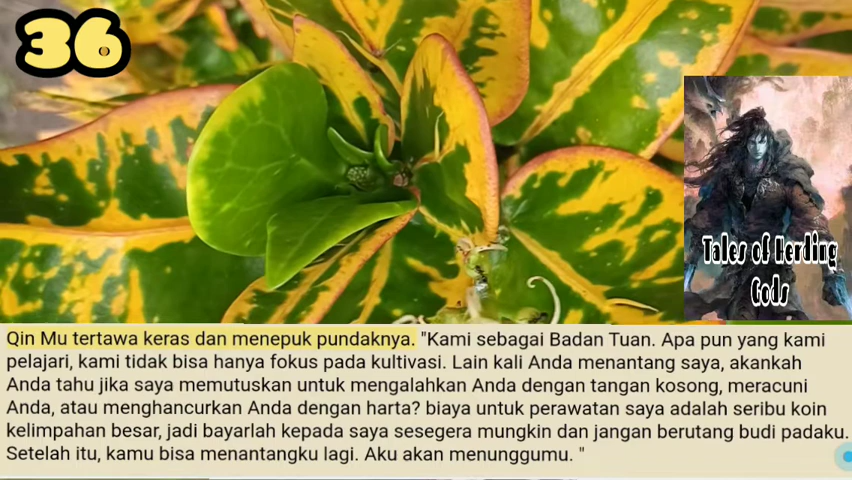 36
Tales of Herding
Gods
Qin Mu tertawa keras dan menepuk pundaknya. "Kami sebagai Badan Tuan. Apa pun yang kami
pelajari, kami tidak bisa hanya fokus pada kultivasi. Lain kali Anda menantang saya, akankah
Anda tahu jika saya memutuskan untuk mengalahkan Anda dengan tangan kosong, meracuni
Anda, atau menghancurkan Anda dengan harta? biaya untuk perawatan saya adalah seribu koin
kelimpahan besar, jadi bayarlah kepada saya sesegera mungkin dan jangan berutang budi padaku.
Setelah itu, kamu bisa menantangku lagi. Aku akan menunggumu. "